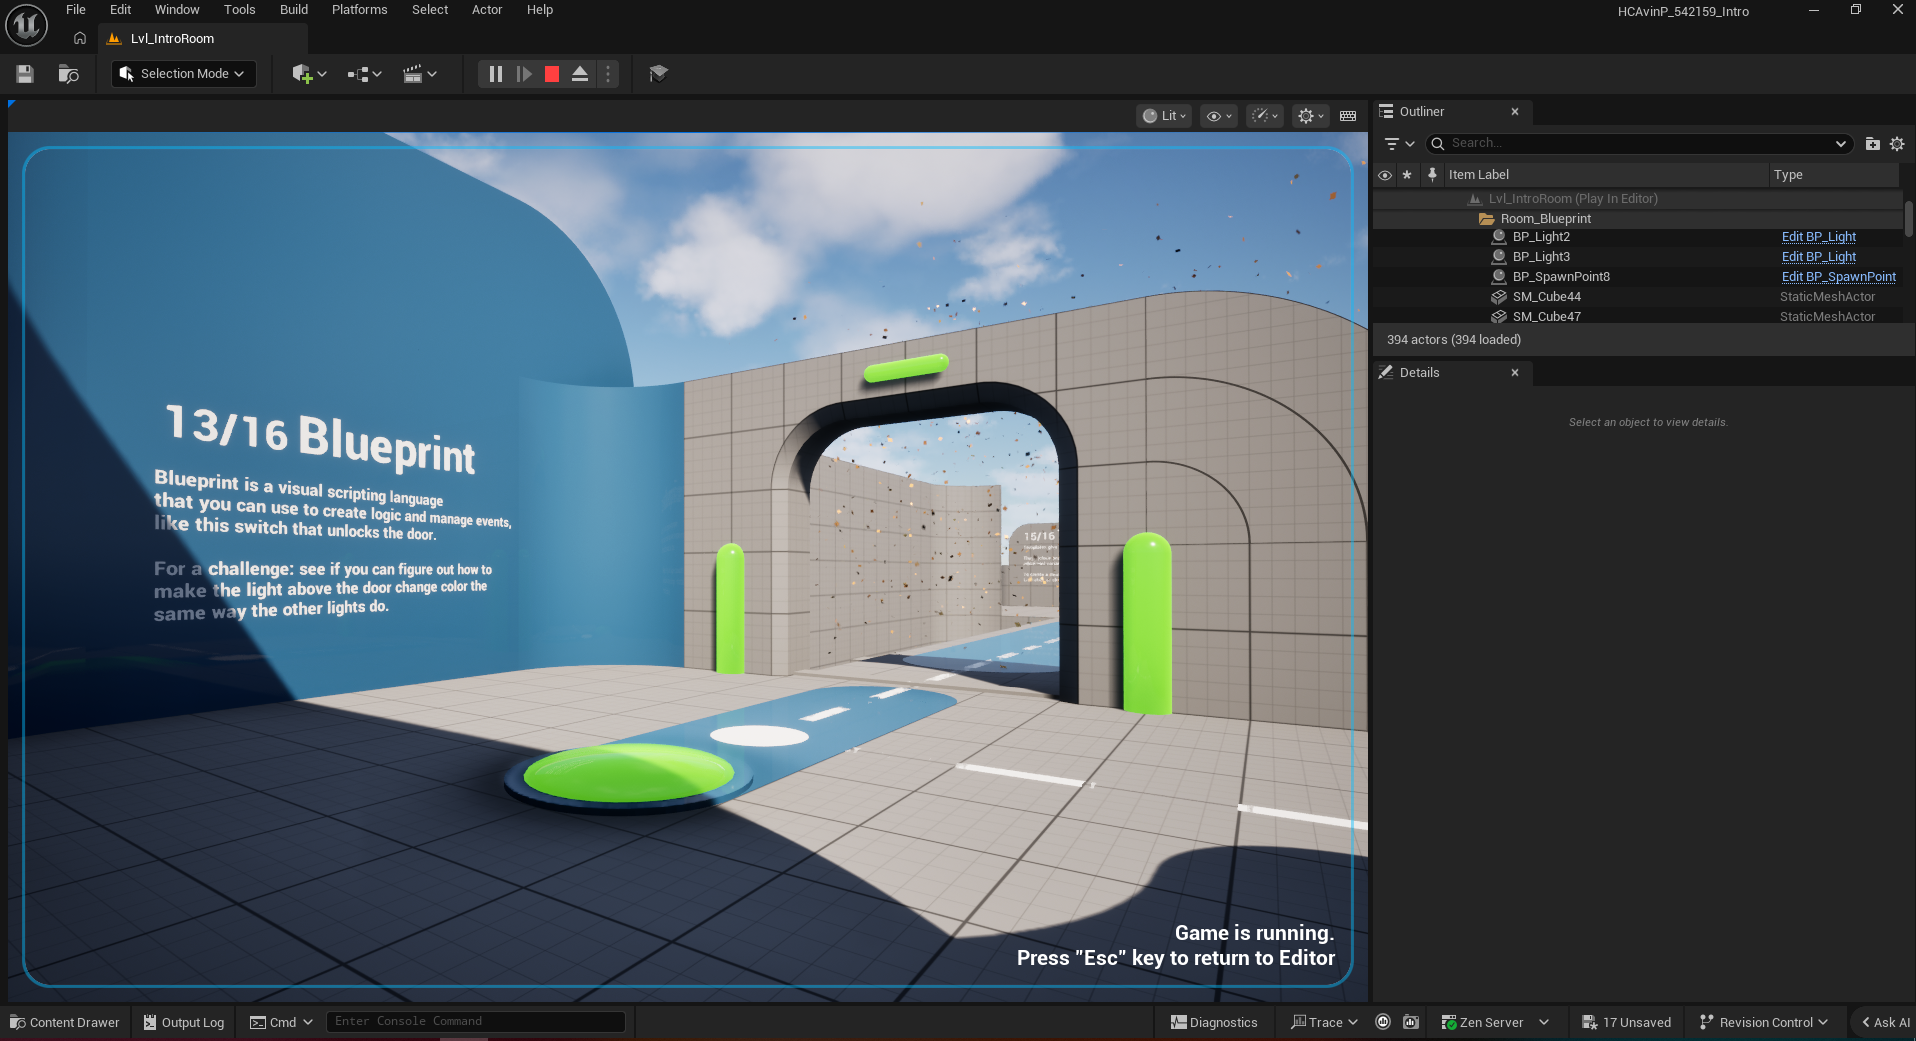 File Edit Window Tools Build Platforms Select Actor Help
HCAvinP_542159_Intro
Lvl_IntroRoom
Selection Mode
Lit
Outliner
Search...
Item Label Type
Lvl_IntroRoom (Play In Editor)
Room_Blueprint
BP_Light2 Edit BP_Light
BP_Light3 Edit BP_Light
BP_SpawnPoint8 Edit BP_SpawnPoint
SM_Cube44 StaticMeshActor
SM_Cube47 StaticMeshActor
394 actors (394 loaded)
Details
Select an object to view details.
13/16 Blueprint
Blueprint is a visual scripting language
that you can use to create logic and manage events,
like this switch that unlocks the door.
For a challenge: see if you can figure out how to
make the light above the door change color the
same way the other lights do.
Game is running.
Press "Esc" key to return to Editor
Content Drawer Output Log Cmd Enter Console Command Diagnostics Trace Zen Server 17 Unsaved Revision Control Ask AI